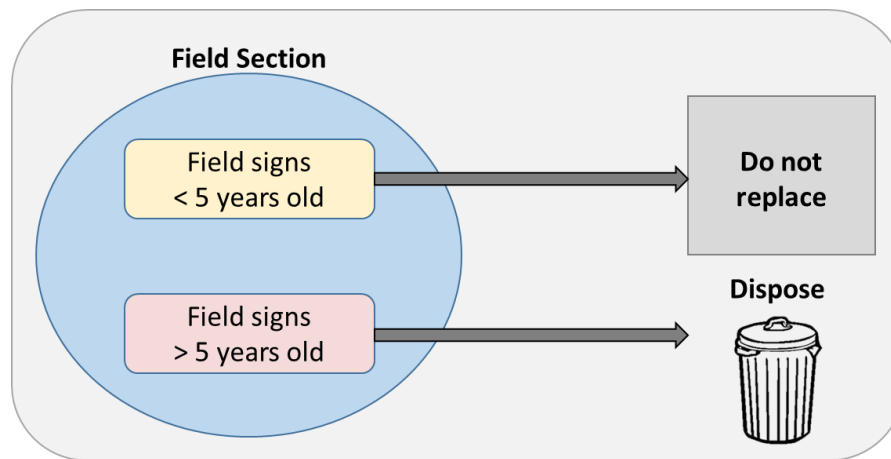 Field Section
Field signs
< 5 years old
Do not
replace
Field signs
> 5 years old
Dispose